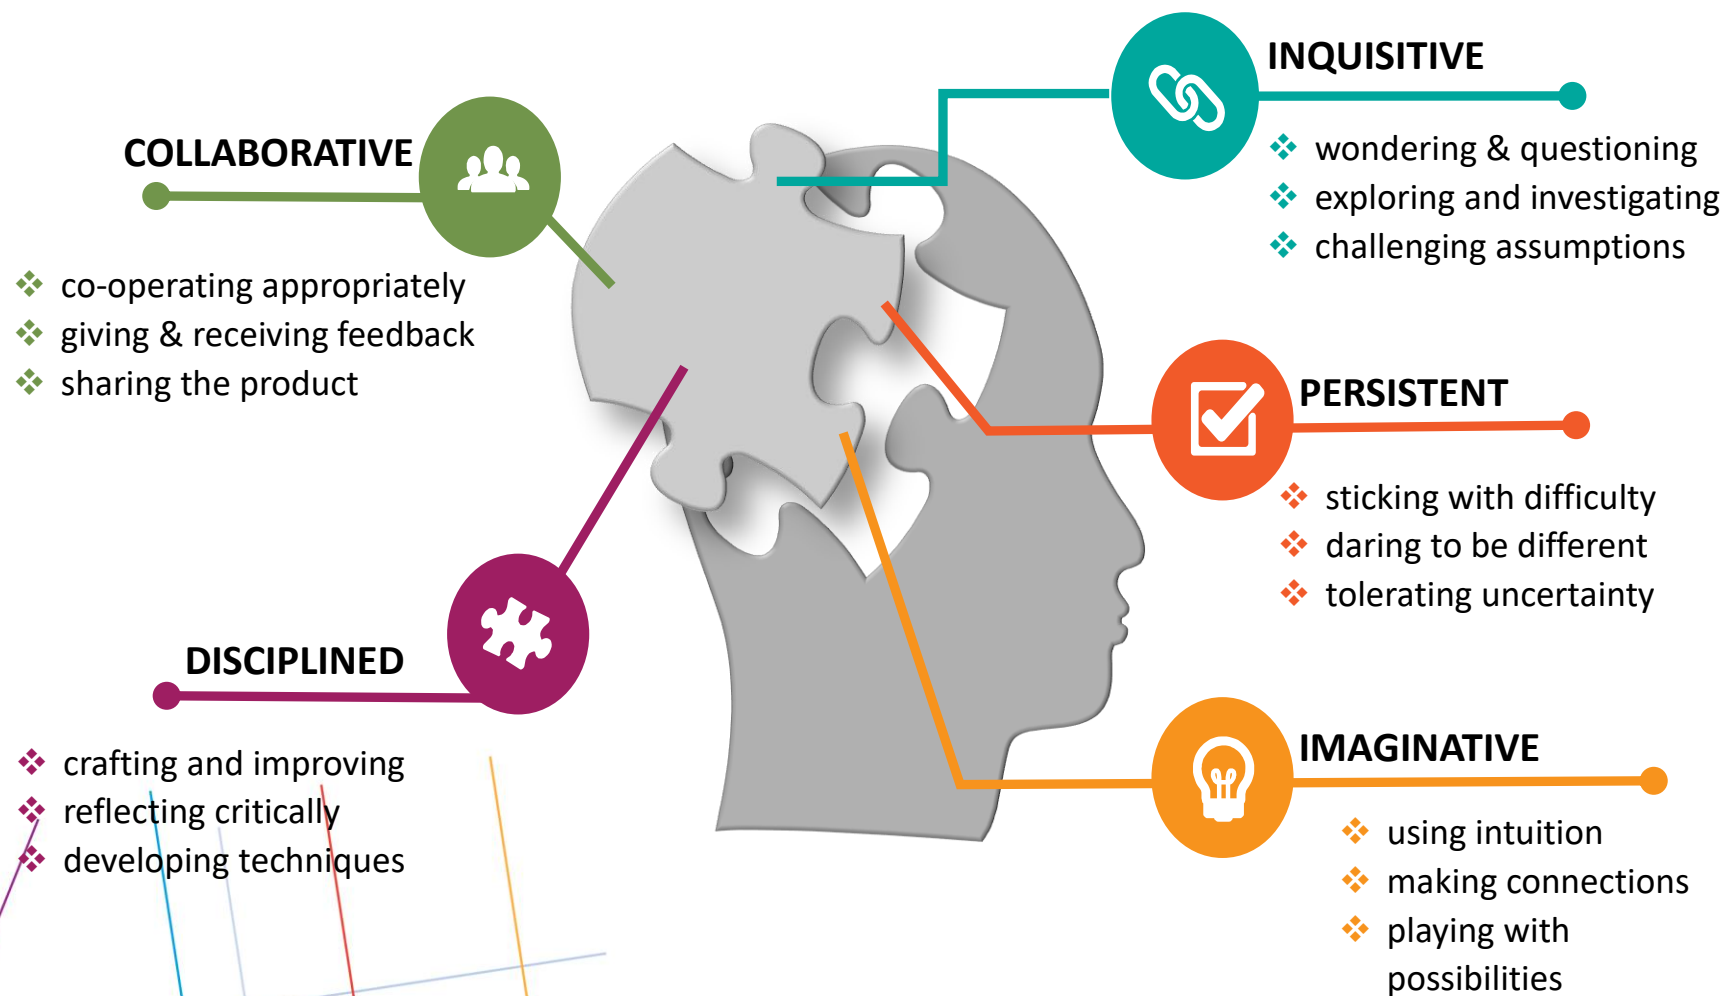 COLLABORATIVE
co-operating appropriately
giving & receiving feedback
sharing the product
DISCIPLINED
crafting and improving
reflecting critically
developing techniques
INQUISITIVE
wondering & questioning
exploring and investigating
challenging assumptions
PERSISTENT
sticking with difficulty
daring to be different
tolerating uncertainty
IMAGINATIVE
using intuition
making connections
playing with
possibilities